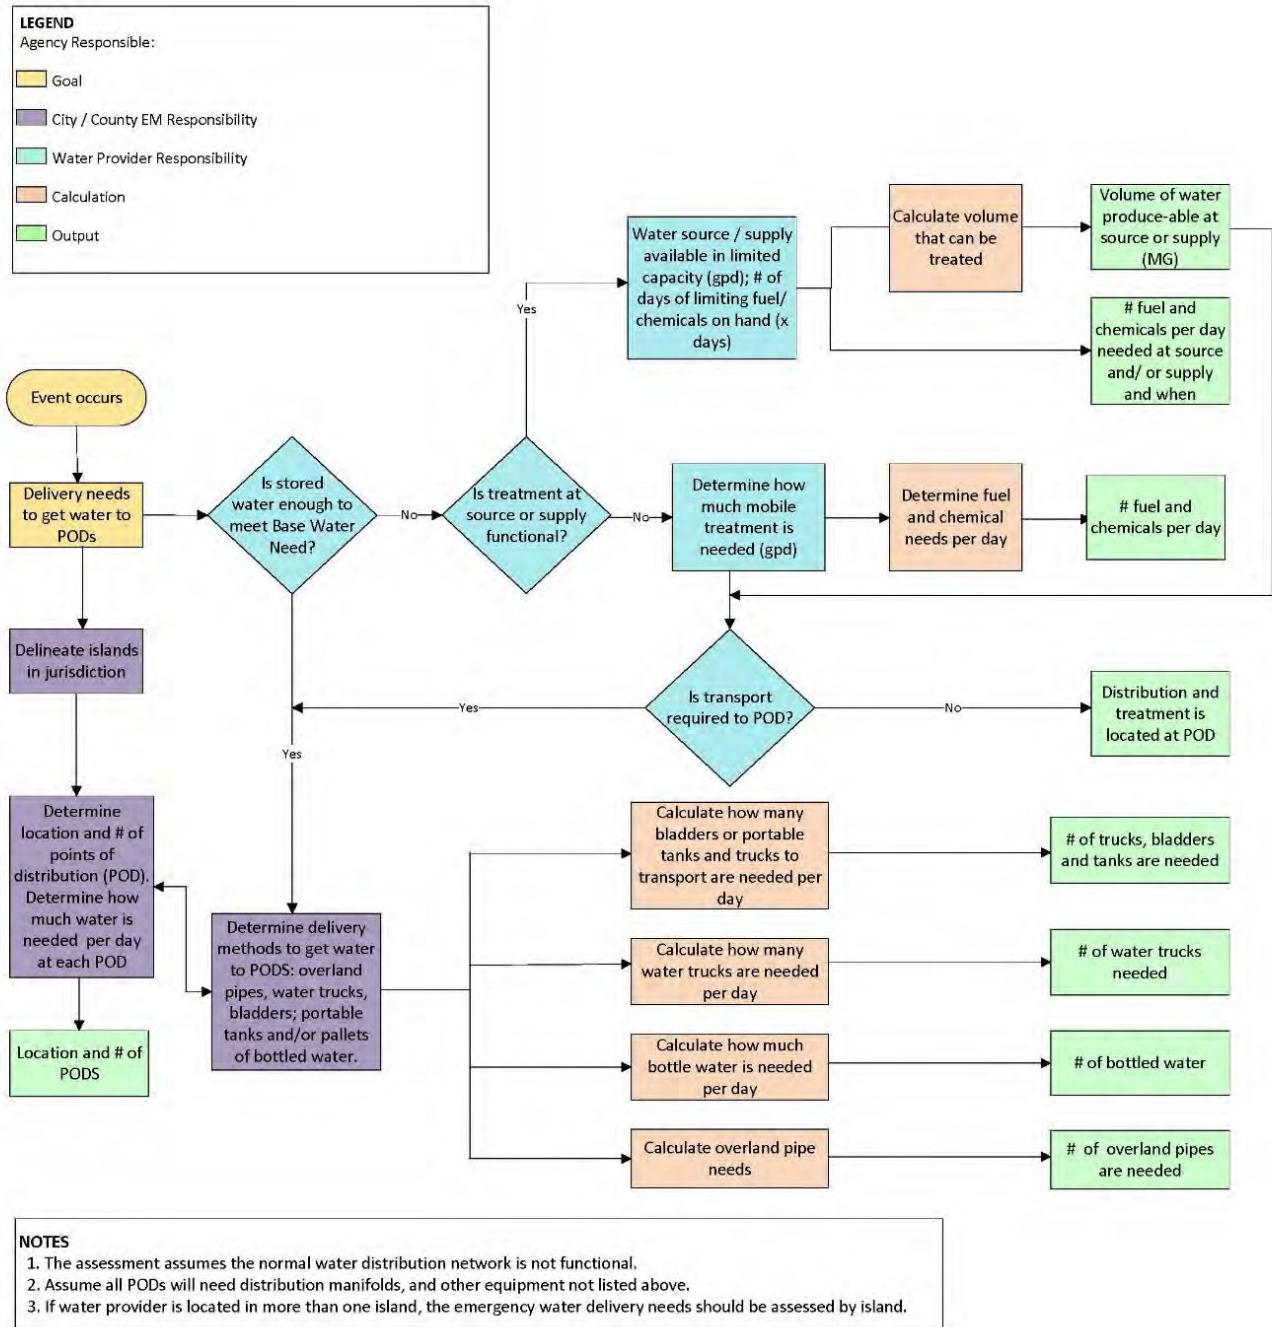 LEGEND
Agency Responsible:
Goal
City / County EM Responsibility
Water Provider Responsibility
Calculation
Output
Event occurs
Delivery needs
to get water to
PODs
Delineate islands
in jurisdiction
Determine
location and # of
points of
distribution (POD).
Determine how
much water is
needed per day
at each POD
Location and # of
PODS
Is stored
water enough to
meet Base Water
Need?
No
Yes
Is treatment at
source or supply
functional?
Yes
No
Water source / supply
available in limited
capacity (gpd); # of
days of limiting fuel/
chemicals on hand (x
days)
Calculate volume
that can be
treated
Volume of water
produce-able at
source or supply
(MG)
# fuel and
chemicals per day
needed at source
and/ or supply
and when
Determine how
much mobile
treatment is
needed (gpd)
Determine fuel
and chemical
needs per day
# fuel and
chemicals per day
Is transport
required to POD?
Yes
No
Distribution and
treatment is
located at POD
Determine delivery
methods to get water
to PODS: overland
pipes, water trucks,
bladders; portable
tanks and/or pallets
of bottled water.
Calculate how many
bladders or portable
tanks and trucks to
transport are needed per
day
# of trucks, bladders
and tanks are needed
Calculate how many
water trucks are needed
per day
# of water trucks
needed
Calculate how much
bottle water is needed
per day
# of bottled water
Calculate overland pipe
needs
# of overland pipes
are needed
NOTES
1. The assessment assumes the normal water distribution network is not functional.
2. Assume all PODs will need distribution manifolds, and other equipment not listed above.
3. If water provider is located in more than one island, the emergency water delivery needs should be assessed by island.